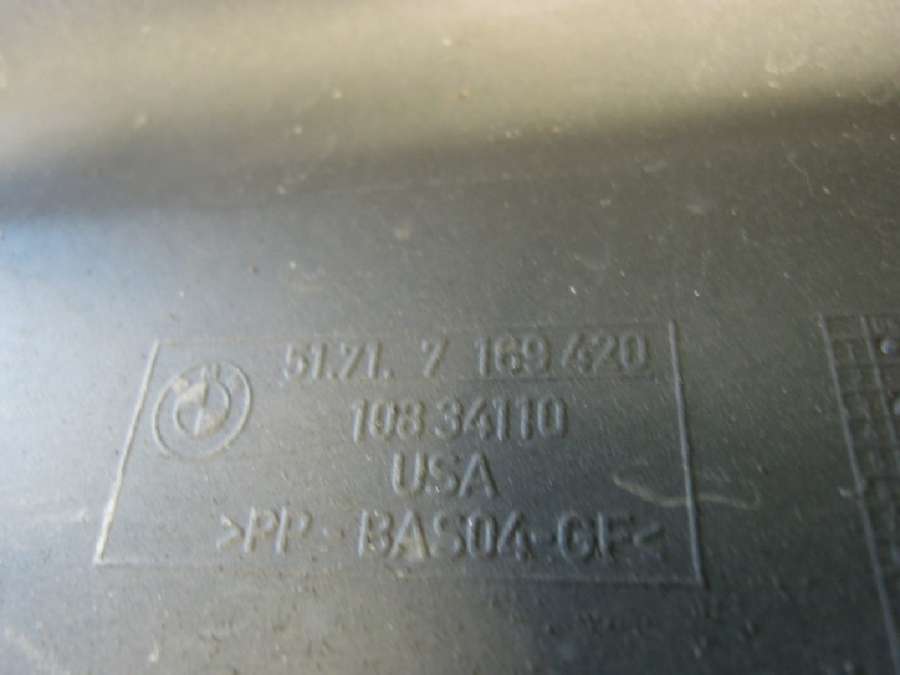 51.71. 7 169 420
108 34110
USA
>PP-BAS04-GF<